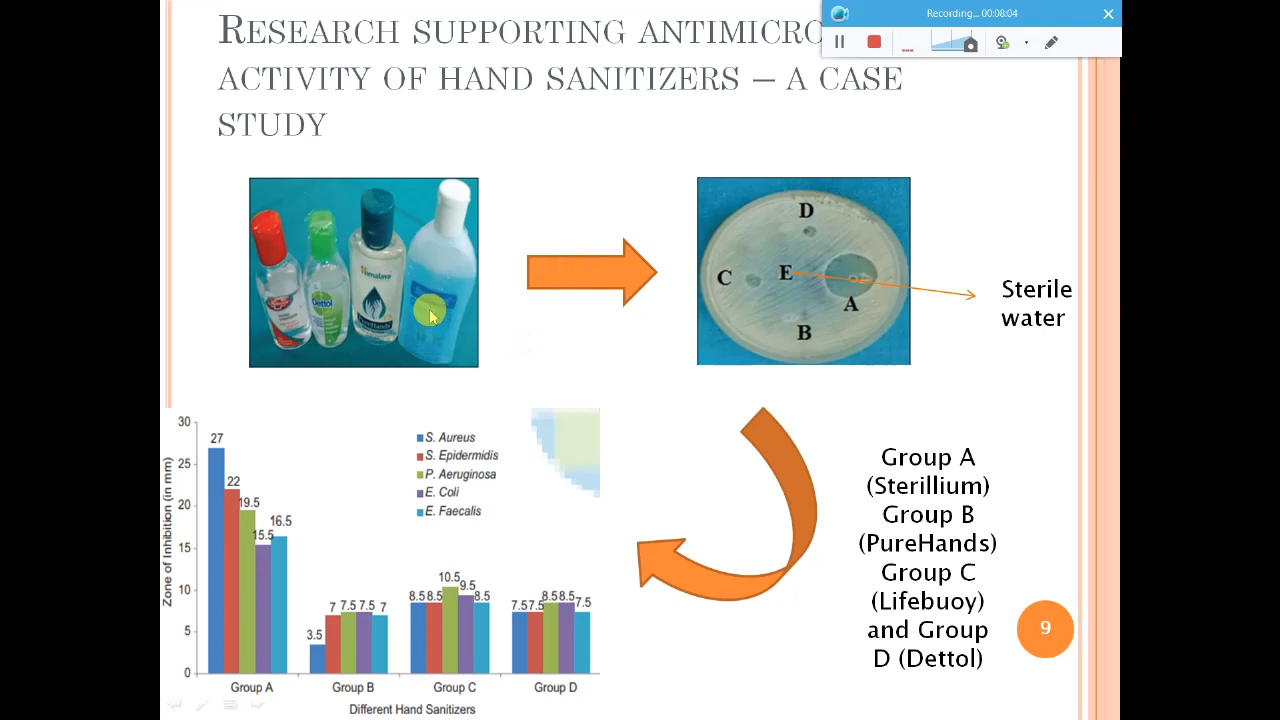 RESEARCH SUPPORTING ANTIMICRO
ACTIVITY OF HAND SANITIZERS – A CASE
STUDY
Recording... 00:08:04
Himalaya
PureHands
Dettol
D
C
E
A
B
Sterile
water
30
25
20
15
10
5
0
Zone of Inhibition (in mm)
27
22
19.5
15.5
16.5
3.5
7
7.5
7.5
7
8.5
8.5
10.5
9.5
8.5
7.5
7.5
8.5
8.5
7.5
S. Aureus
S. Epidermidis
P. Aeruginosa
E. Coli
E. Faecalis
Group A
Group B
Group C
Group D
Different Hand Sanitizers
Group A
(Sterillium)
Group B
(PureHands)
Group C
(Lifebuoy)
and Group
D (Dettol)
9